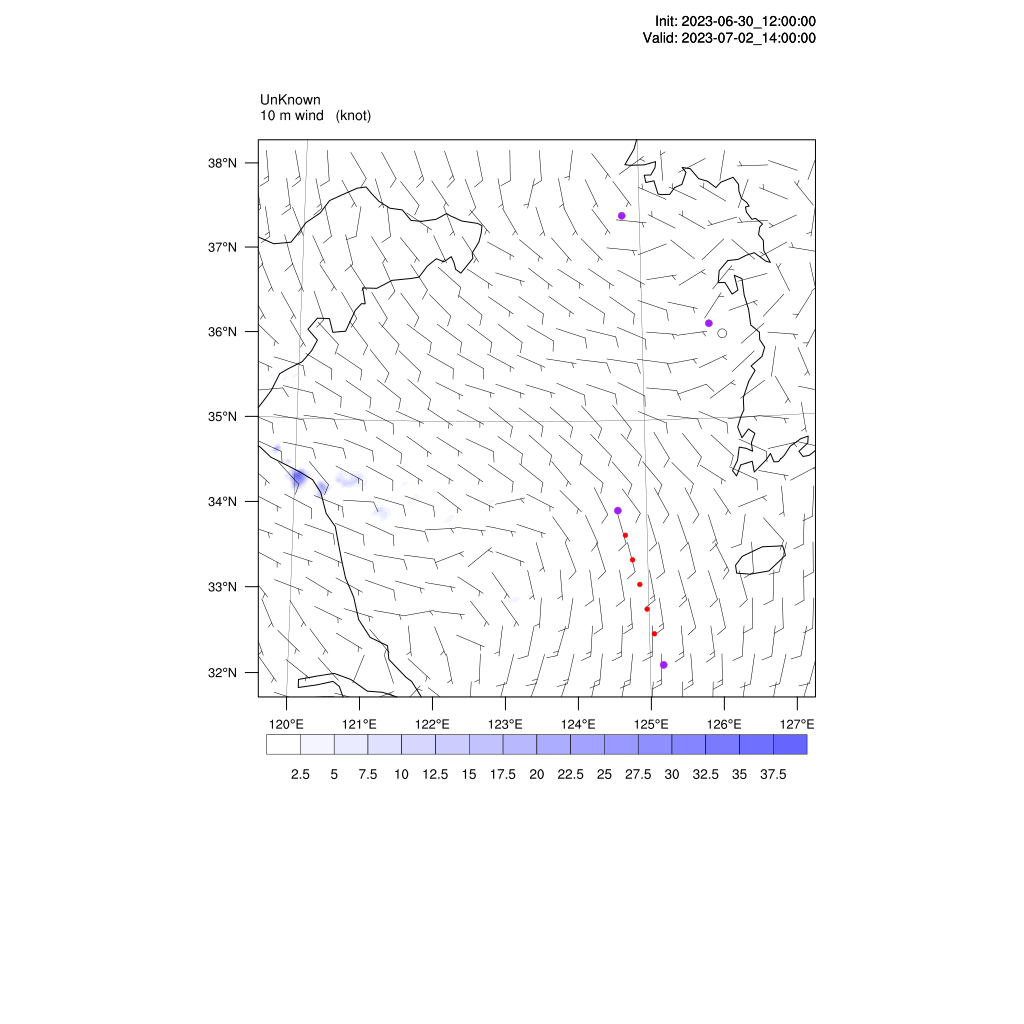 Init: 2023-06-30_12:00:00
Valid: 2023-07-02_14:00:00
UnKnown
10 m wind (knot)
38°N
37°N
36°N
35°N
34°N
33°N
32°N
120°E 121°E 122°E 123°E 124°E 125°E 126°E 127°E
2.5 5 7.5 10 12.5 15 17.5 20 22.5 25 27.5 30 32.5 35 37.5